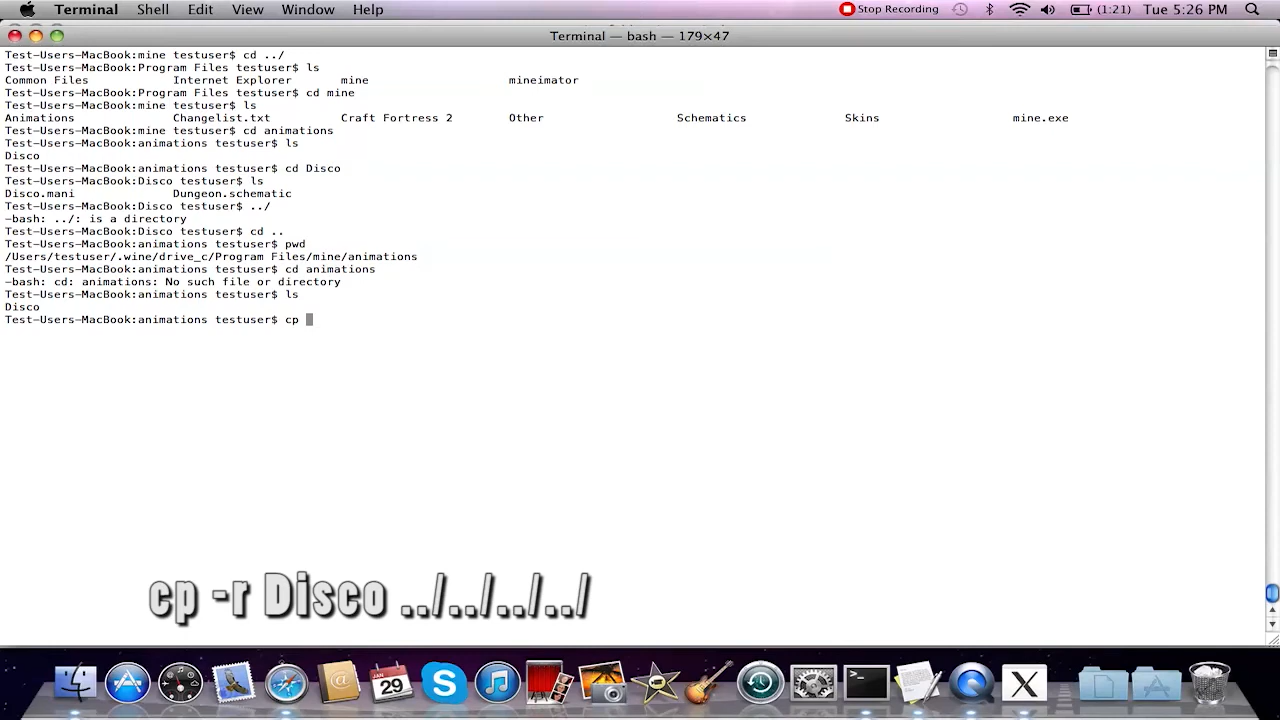 Terminal Shell Edit View Window Help Stop Recording (1:21) Tue 5:26 PM
Terminal — bash — 179×47
Test-Users-MacBook:mine testuser$ cd ../
Test-Users-MacBook:Program Files testuser$ ls
Common Files Internet Explorer mine mineimator
Test-Users-MacBook:Program Files testuser$ cd mine
Test-Users-MacBook:mine testuser$ ls
Animations Changelist.txt Craft Fortress 2 Other Schematics Skins mine.exe
Test-Users-MacBook:mine testuser$ cd animations
Test-Users-MacBook:animations testuser$ ls
Disco
Test-Users-MacBook:animations testuser$ cd Disco
Test-Users-MacBook:Disco testuser$ ls
Disco.mani Dungeon.schematic
Test-Users-MacBook:Disco testuser$ ../
-bash: ../: is a directory
Test-Users-MacBook:Disco testuser$ cd ..
Test-Users-MacBook:animations testuser$ pwd
/Users/testuser/.wine/drive_c/Program Files/mine/animations
Test-Users-MacBook:animations testuser$ cd animations
-bash: cd: animations: No such file or directory
Test-Users-MacBook:animations testuser$ ls
Disco
Test-Users-MacBook:animations testuser$ cp
cp -r Disco ../../../../
29